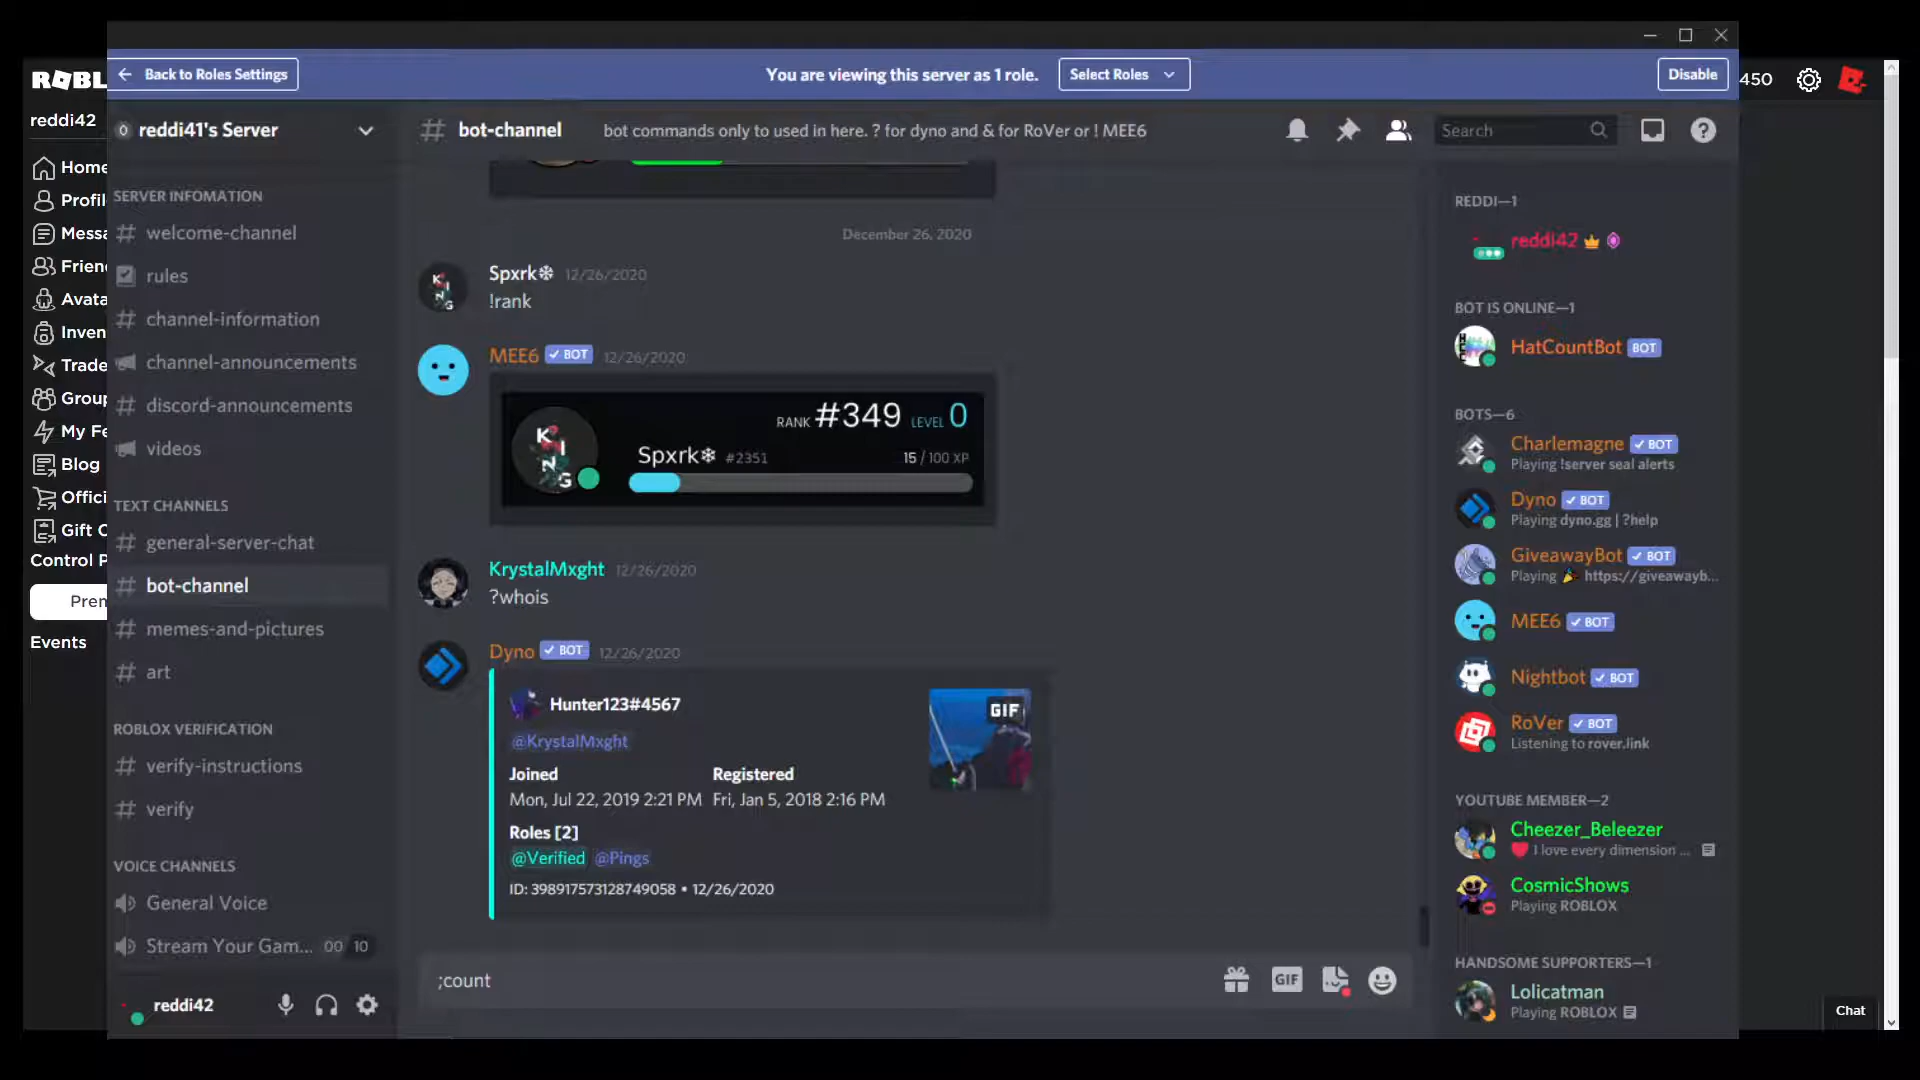 Back to Roles Settings
You are viewing this server as 1 role.
Select Roles
Disable
450
reddi42
Home
Events
Chat
reddi41's Server
SERVER INFOMATION
welcome-channel
rules
channel-information
channel-announcements
discord-announcements
videos
TEXT CHANNELS
general-server-chat
bot-channel
memes-and-pictures
art
ROBLOX VERIFICATION
verify-instructions
verify
VOICE CHANNELS
General Voice
Stream Your Gam... 00 10
reddi42
ROBL
Profil
Messa
Frien
Avata
Inven
Trade
Group
My Fe
Blog
Offici
Gift C
Control P
Pren
# bot-channel
bot commands only to used in here. ? for dyno and & for RoVer or ! MEE6
Search
December 26, 2020
Spxrk❄ 12/26/2020
!rank
MEE6 ✓ BOT 12/26/2020
RANK #349 LEVEL 0
Spxrk❄ #2351 15 / 100 XP
KING
KrystalMxght 12/26/2020
?whois
Dyno ✓ BOT 12/26/2020
Hunter123#4567
GIF
@KrystalMxght
Joined Registered
Mon, Jul 22, 2019 2:21 PM Fri, Jan 5, 2018 2:16 PM
Roles [2]
@Verified @Pings
ID: 398917573128749058 • 12/26/2020
;count
GIF
REDDI—1
reddi42
BOT IS ONLINE—1
HatCountBot BOT
BOTS—6
Charlemagne ✓ BOT
Playing !server seal alerts
Dyno ✓ BOT
Playing dyno.gg | ?help
GiveawayBot ✓ BOT
Playing 🎉 https://giveawayb...
MEE6 ✓ BOT
Nightbot ✓ BOT
RoVer ✓ BOT
Listening to rover.link
YOUTUBE MEMBER—2
Cheezer_Beleezer
❤ I love every dimension ...
CosmicShows
Playing ROBLOX
HANDSOME SUPPORTERS—1
Lolicatman
Playing ROBLOX